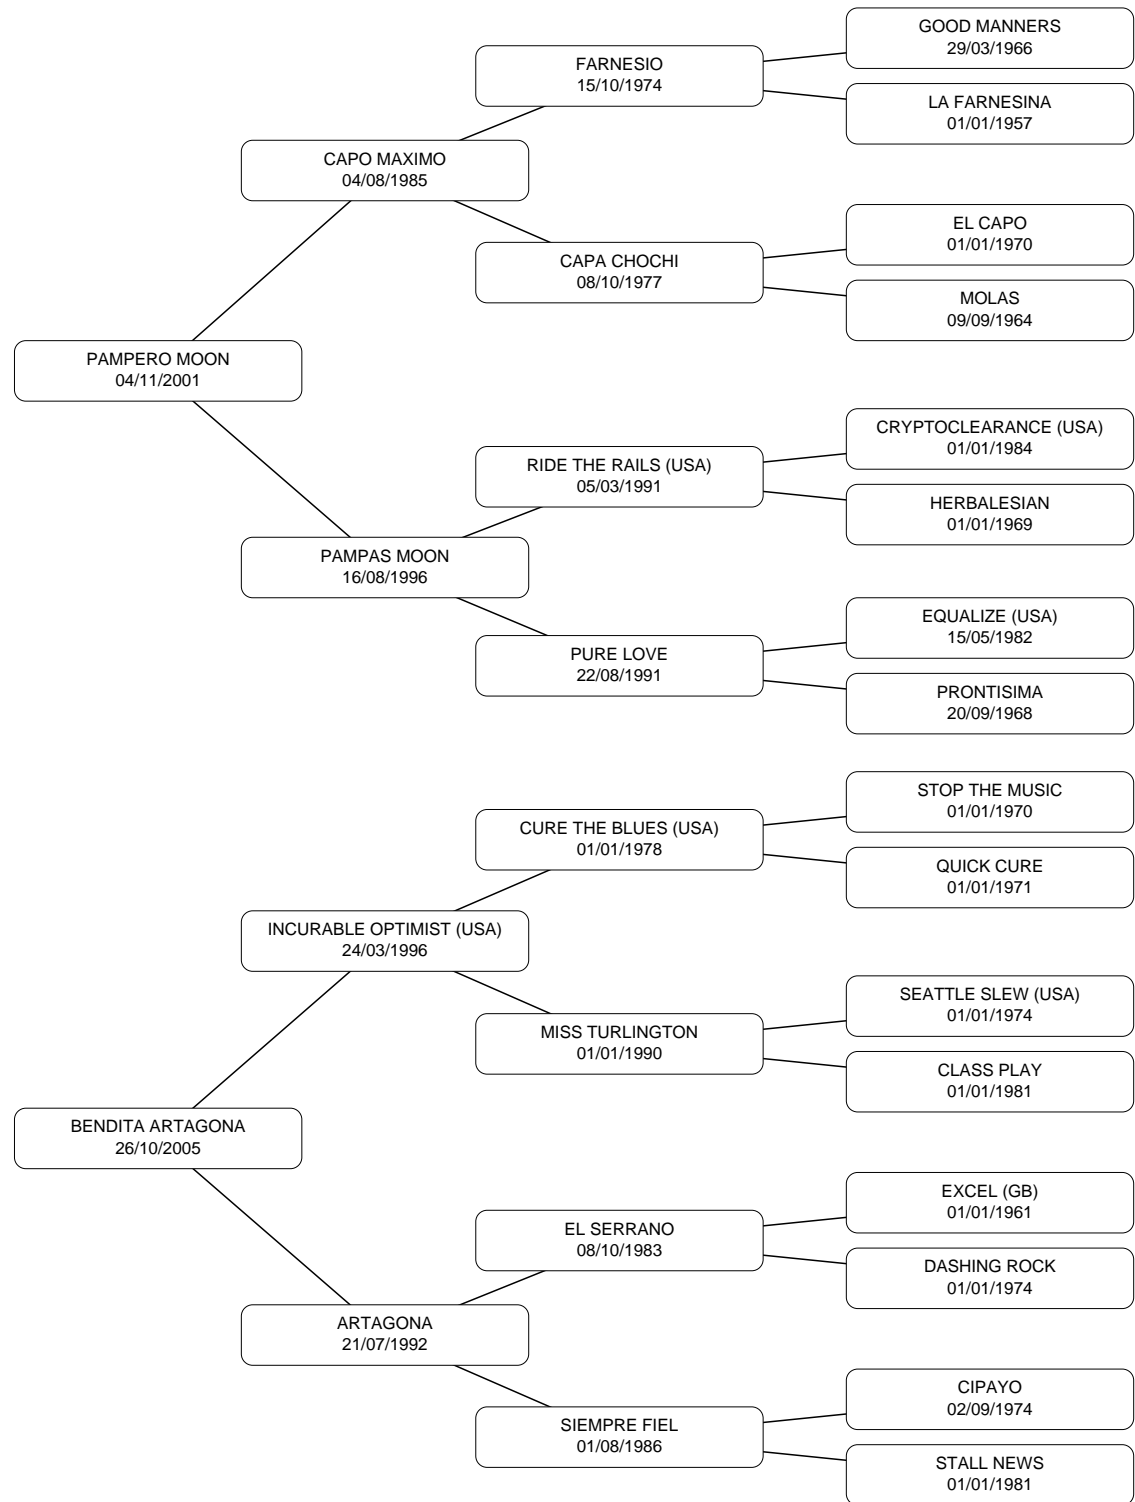 GOOD MANNERS
29/03/1966
FARNESIO
15/10/1974
LA FARNESINA
01/01/1957
CAPO MAXIMO
04/08/1985
EL CAPO
01/01/1970
CAPA CHOCHI
08/10/1977
MOLAS
09/09/1964
PAMPERO MOON
04/11/2001
CRYPTOCLEARANCE (USA)
01/01/1984
RIDE THE RAILS (USA)
05/03/1991
HERBALESIAN
01/01/1969
PAMPAS MOON
16/08/1996
EQUALIZE (USA)
15/05/1982
PURE LOVE
22/08/1991
PRONTISIMA
20/09/1968
STOP THE MUSIC
01/01/1970
CURE THE BLUES (USA)
01/01/1978
QUICK CURE
01/01/1971
INCURABLE OPTIMIST (USA)
24/03/1996
SEATTLE SLEW (USA)
01/01/1974
MISS TURLINGTON
01/01/1990
CLASS PLAY
01/01/1981
BENDITA ARTAGONA
26/10/2005
EXCEL (GB)
01/01/1961
EL SERRANO
08/10/1983
DASHING ROCK
01/01/1974
ARTAGONA
21/07/1992
CIPAYO
02/09/1974
SIEMPRE FIEL
01/08/1986
STALL NEWS
01/01/1981